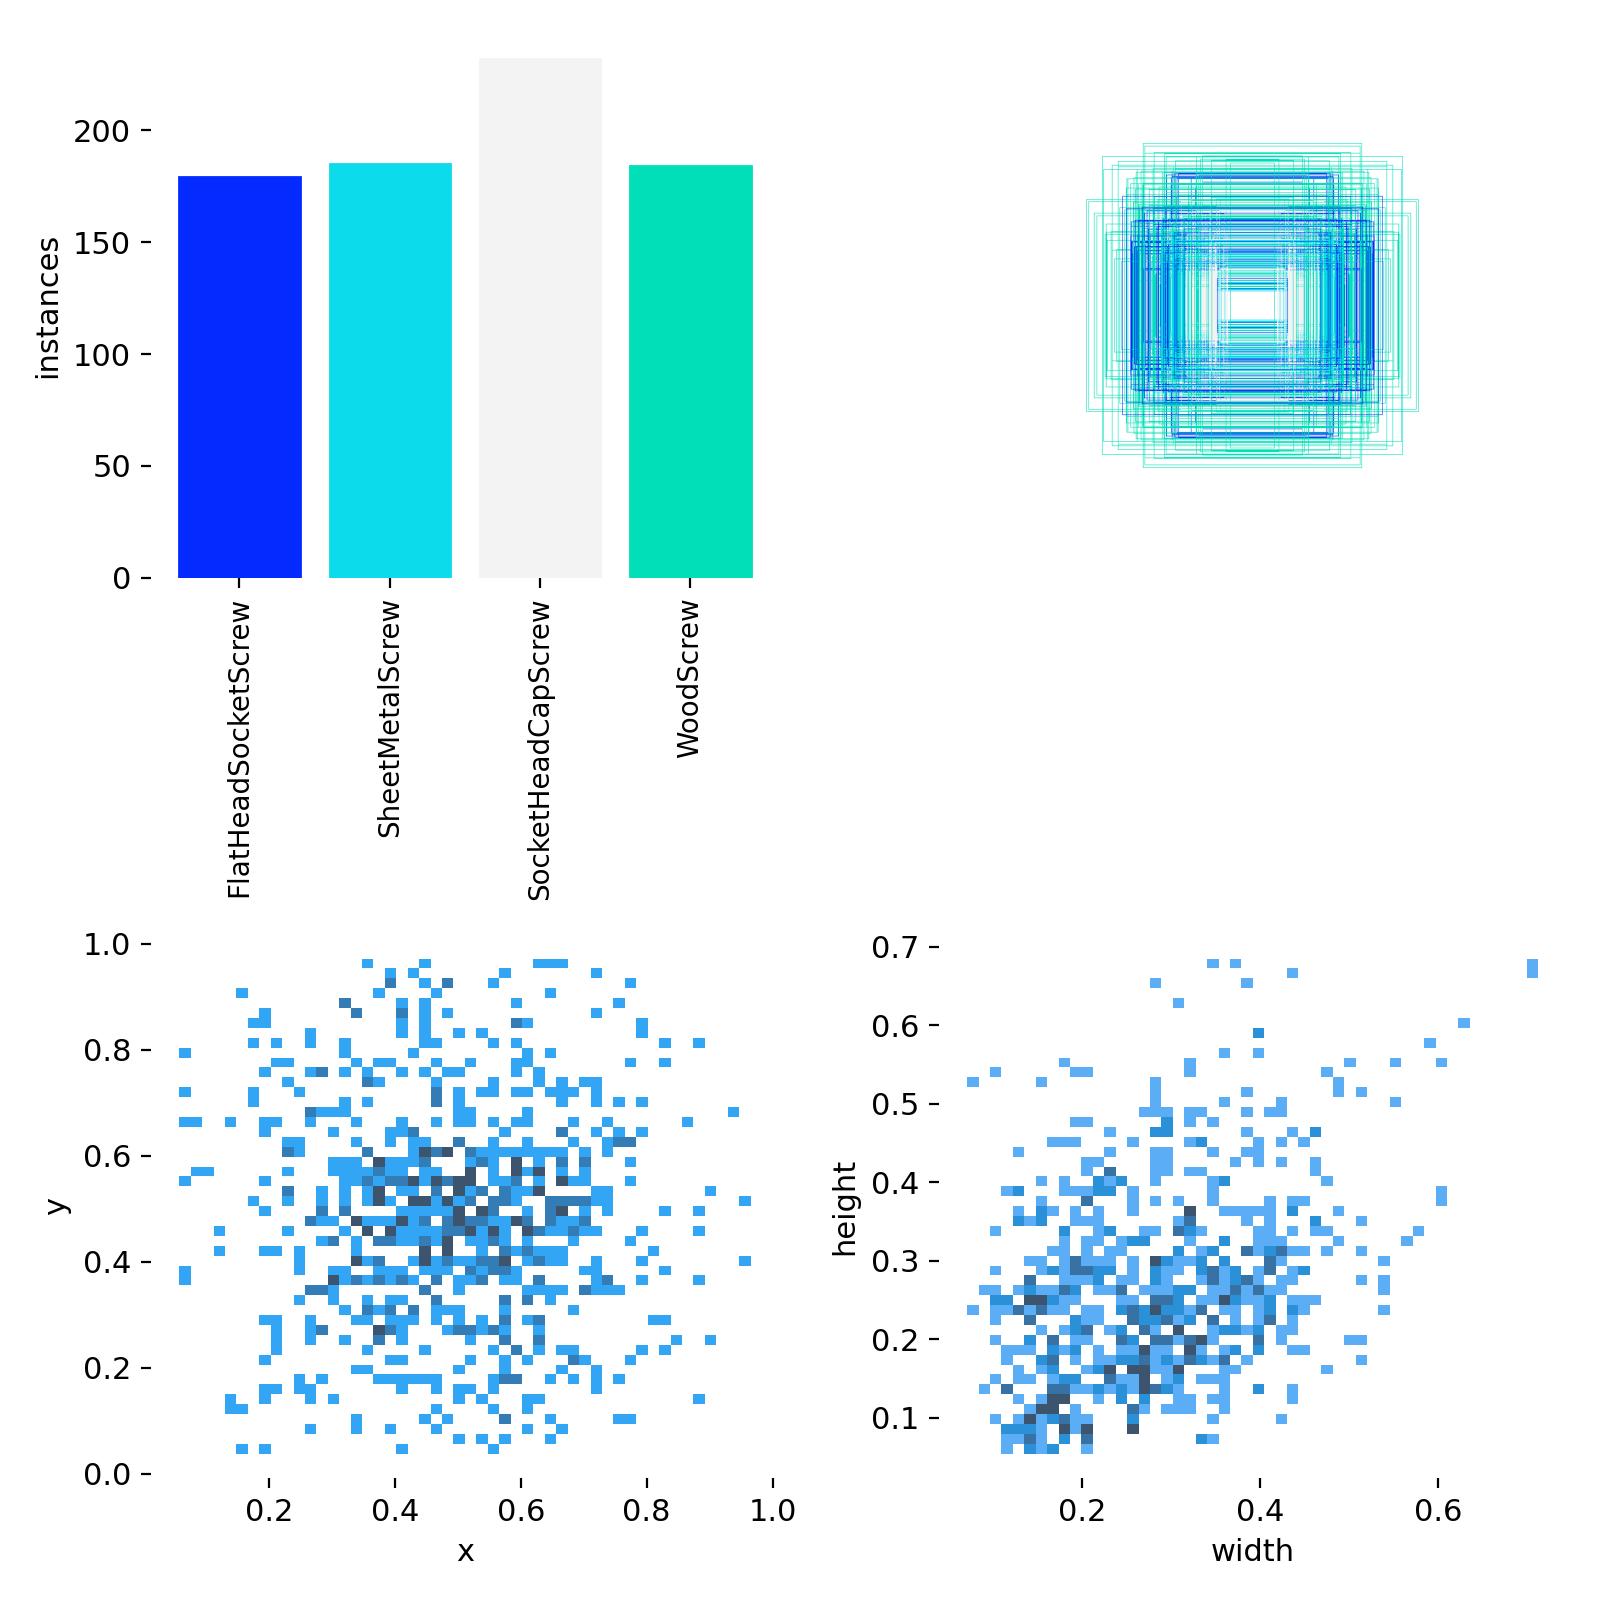 instances
200
150
100
50
0
FlatHeadSocketScrew
SheetMetalScrew
SocketHeadCapScrew
WoodScrew
y
1.0
0.8
0.6
0.4
0.2
0.0
0.2 0.4 0.6 0.8 1.0
x
height
0.7
0.6
0.5
0.4
0.3
0.2
0.1
0.2 0.4 0.6
width